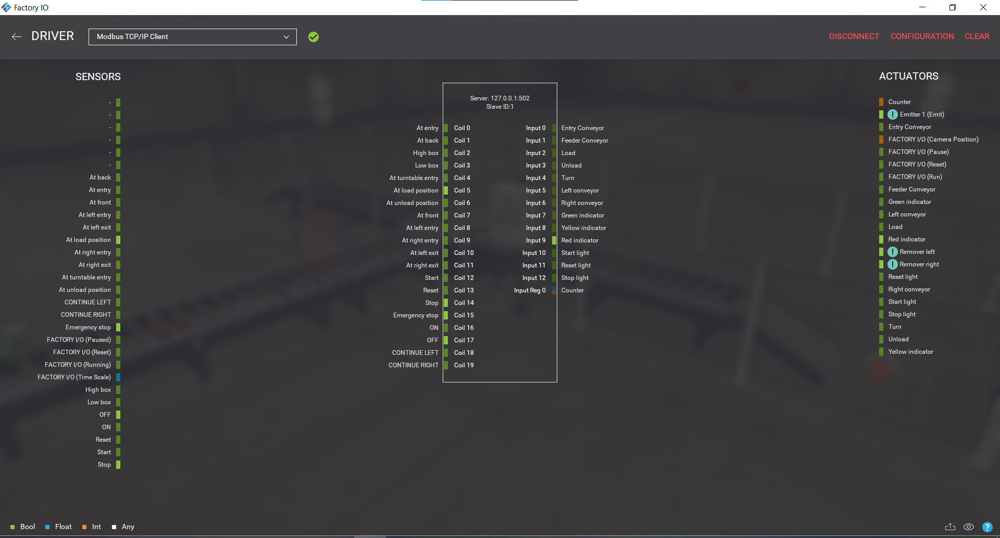 Factory IO
DRIVER
Modbus TCP/IP Client
DISCONNECT
CONFIGURATION
CLEAR
SENSORS
-
-
-
-
-
-
At back
At entry
At front
At left entry
At left exit
At load position
At right entry
At right exit
At turntable entry
At unload position
CONTINUE LEFT
CONTINUE RIGHT
Emergency stop
FACTORY I/O (Paused)
FACTORY I/O (Reset)
FACTORY I/O (Running)
FACTORY I/O (Time Scale)
High box
Low box
OFF
ON
Reset
Start
Stop
Server: 127.0.0.1:502
Slave ID:1
At entry Coil 0 Input 0 Entry Conveyor
At back Coil 1 Input 1 Feeder Conveyor
High box Coil 2 Input 2 Load
Low box Coil 3 Input 3 Unload
At turntable entry Coil 4 Input 4 Turn
At load position Coil 5 Input 5 Left conveyor
At unload position Coil 6 Input 6 Right conveyor
At front Coil 7 Input 7 Green indicator
At left entry Coil 8 Input 8 Yellow indicator
At right entry Coil 9 Input 9 Red indicator
At left exit Coil 10 Input 10 Start light
At right exit Coil 11 Input 11 Reset light
Start Coil 12 Input 12 Stop light
Reset Coil 13 Input Reg 0 Counter
Stop Coil 14
Emergency stop Coil 15
ON Coil 16
OFF Coil 17
CONTINUE LEFT Coil 18
CONTINUE RIGHT Coil 19
ACTUATORS
Counter
! Emitter 1 (Emit)
Entry Conveyor
FACTORY I/O (Camera Position)
FACTORY I/O (Pause)
FACTORY I/O (Reset)
FACTORY I/O (Run)
Feeder Conveyor
Green indicator
Left conveyor
Load
Red indicator
! Remover left
! Remover right
Reset light
Right conveyor
Start light
Stop light
Turn
Unload
Yellow indicator
Bool Float Int Any
?